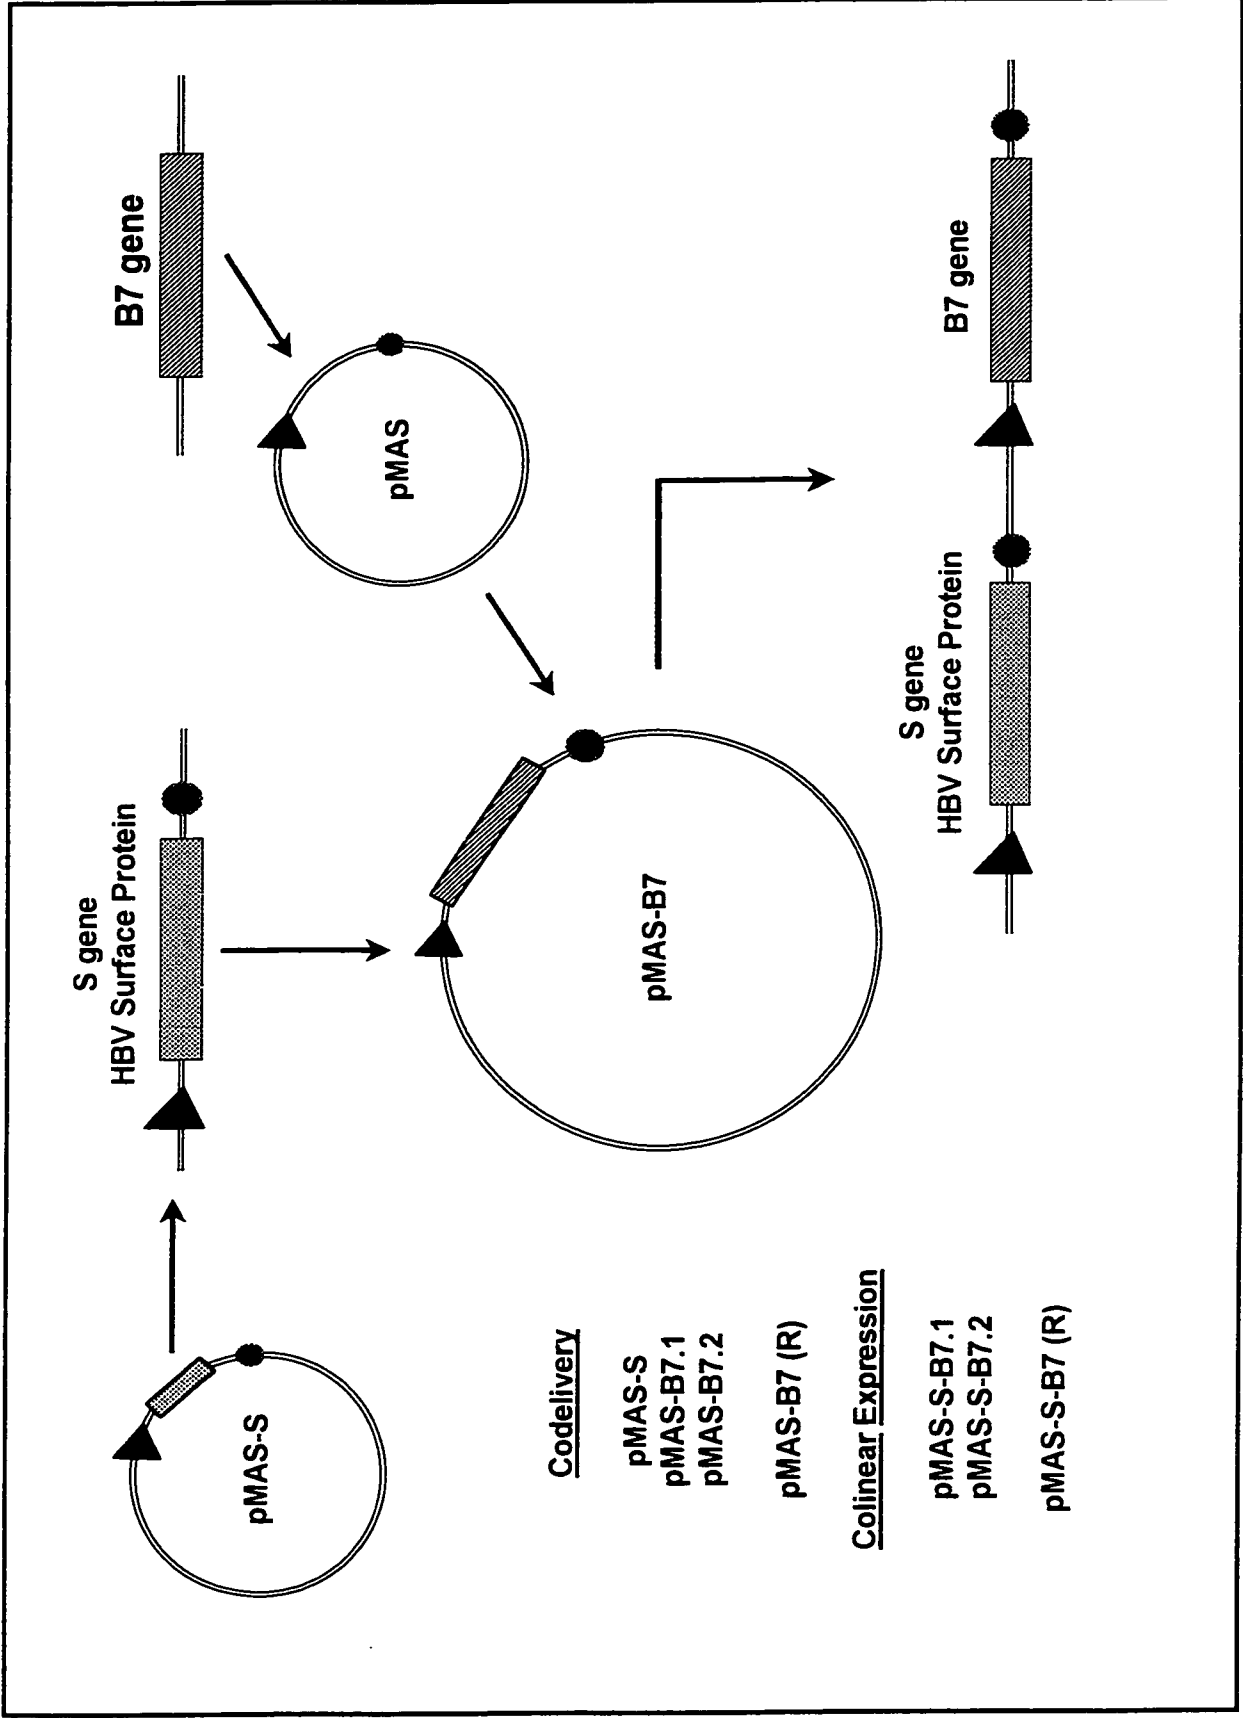 pMAS-S
S gene
HBV Surface Protein
B7 gene
pMAS
pMAS-B7
S gene
HBV Surface Protein
B7 gene
Codelivery
pMAS-S
pMAS-B7.1
pMAS-B7.2
pMAS-B7 (R)
Colinear Expression
pMAS-S-B7.1
pMAS-S-B7.2
pMAS-S-B7 (R)